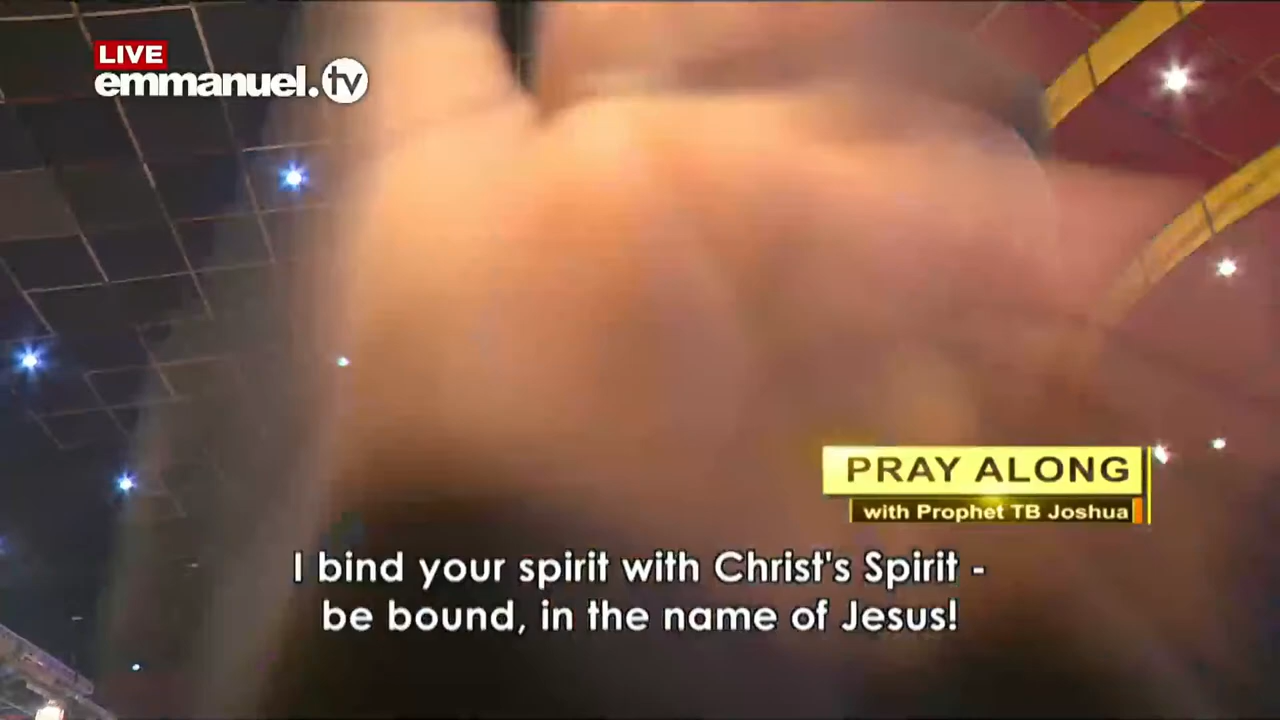 LIVE
emmanuel.tv
PRAY ALONG
with Prophet TB Joshua
I bind your spirit with Christ's Spirit -
be bound, in the name of Jesus!